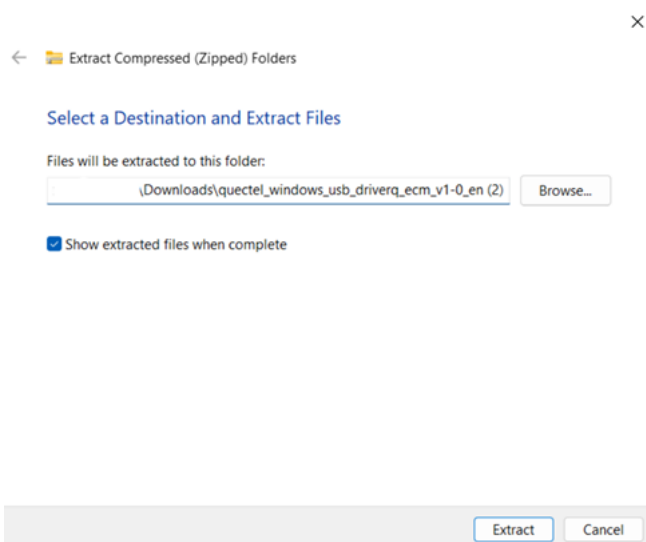 Extract Compressed (Zipped) Folders
Select a Destination and Extract Files
Files will be extracted to this folder:
\Downloads\quectel_windows_usb_driverq_ecm_v1-0_en (2)
Browse...
Show extracted files when complete
Extract
Cancel